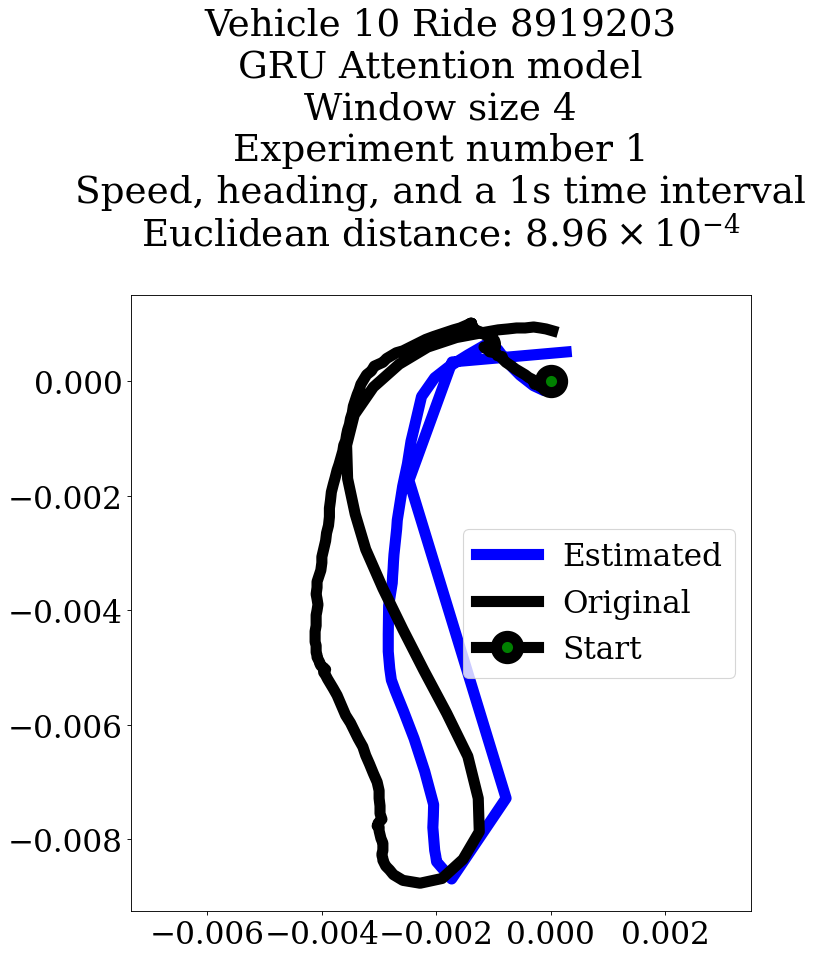 Vehicle 10 Ride 8919203
GRU Attention model
Window size 4
Experiment number 1
Speed, heading, and a 1s time interval
Euclidean distance: 8.96 × 10⁻⁴
0.000
−0.002
−0.004
−0.006
−0.008
Estimated
Original
Start
−0.006 −0.004 −0.002 0.000 0.002